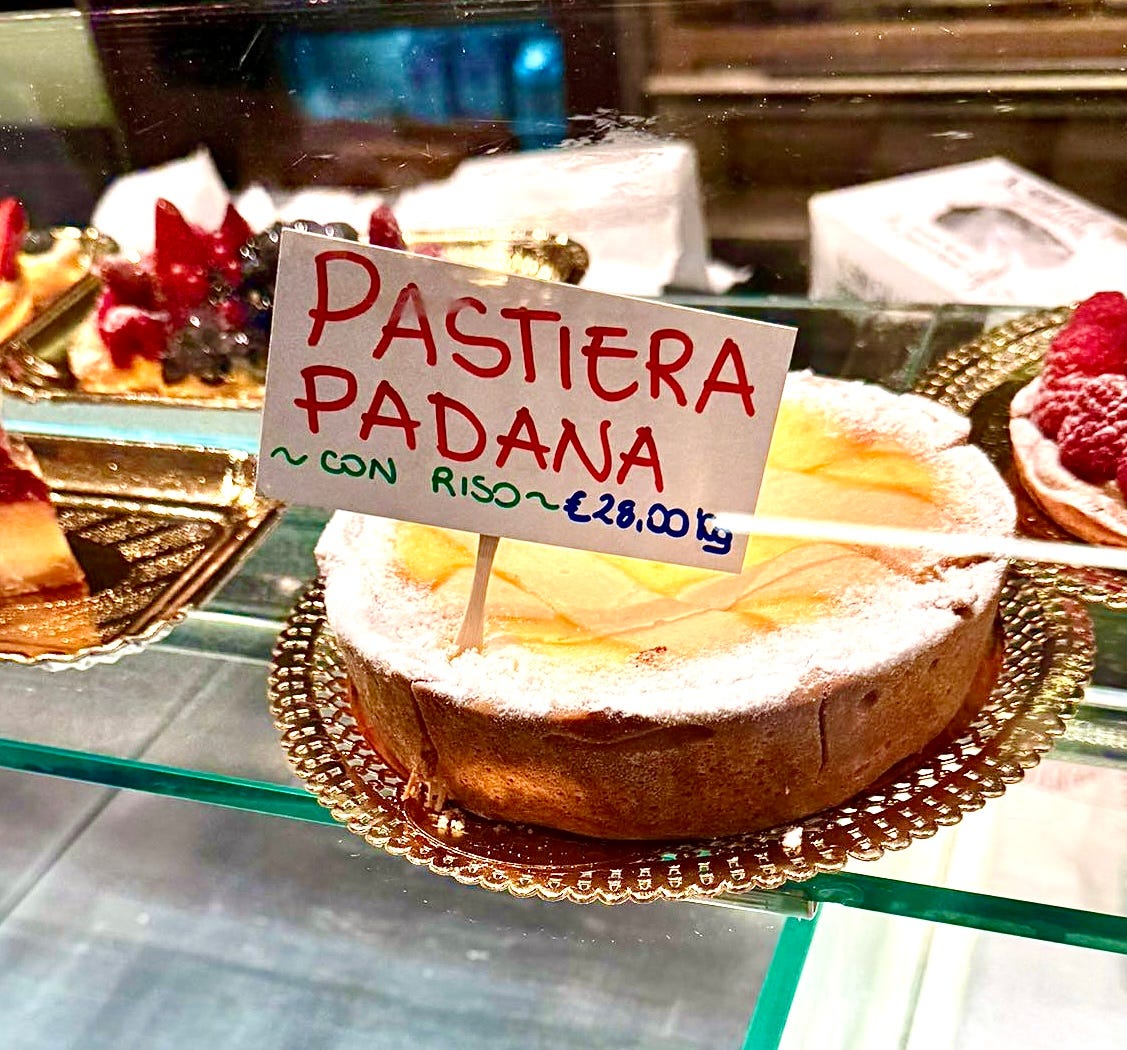 PASTIERA
PADANA
~ CON RISO ~ €28,00 Kg